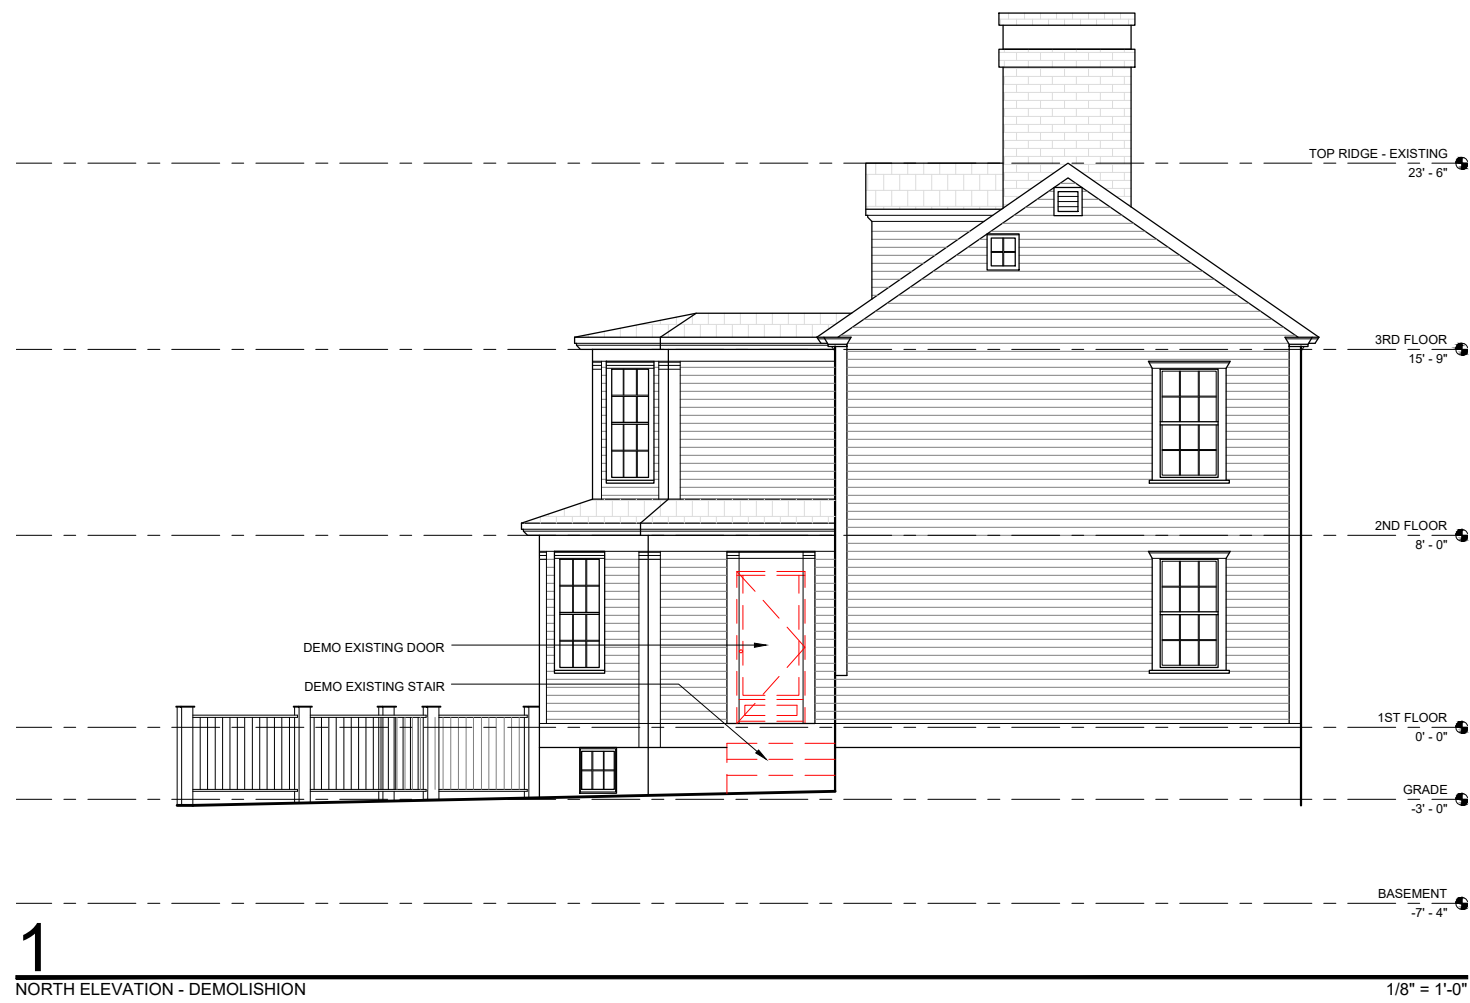 TOP RIDGE - EXISTING
23' - 6"
3RD FLOOR
15' - 9"
2ND FLOOR
8' - 0"
DEMO EXISTING DOOR
DEMO EXISTING STAIR
1ST FLOOR
0' - 0"
GRADE
-3' - 0"
BASEMENT
-7' - 4"
1
NORTH ELEVATION - DEMOLISHION
1/8" = 1'-0"